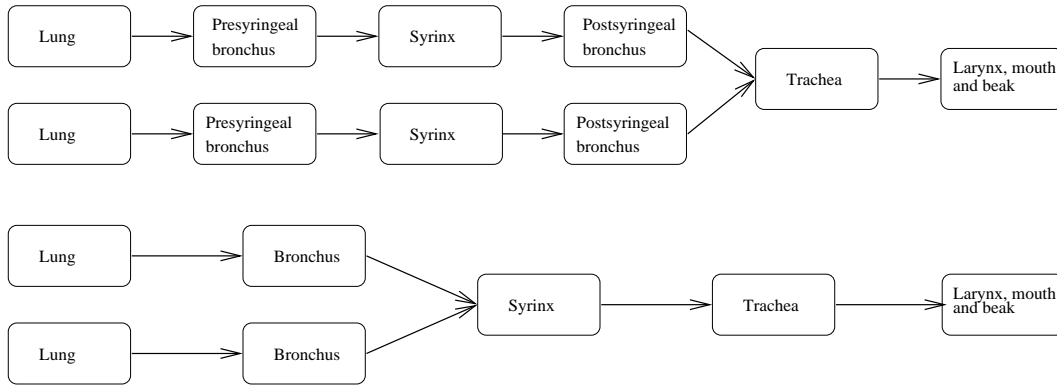 Lung
Presyringeal
bronchus
Syrinx
Postsyringeal
bronchus
Trachea
Larynx, mouth
and beak
Lung
Presyringeal
bronchus
Syrinx
Postsyringeal
bronchus
Lung
Bronchus
Syrinx
Trachea
Larynx, mouth
and beak
Lung
Bronchus